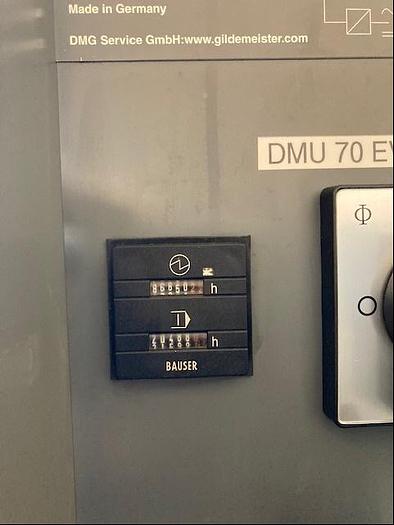 Made in Germany
DMG Service GmbH:www.gildemeister.com
DMU 70 EV
h
h
BAUSER